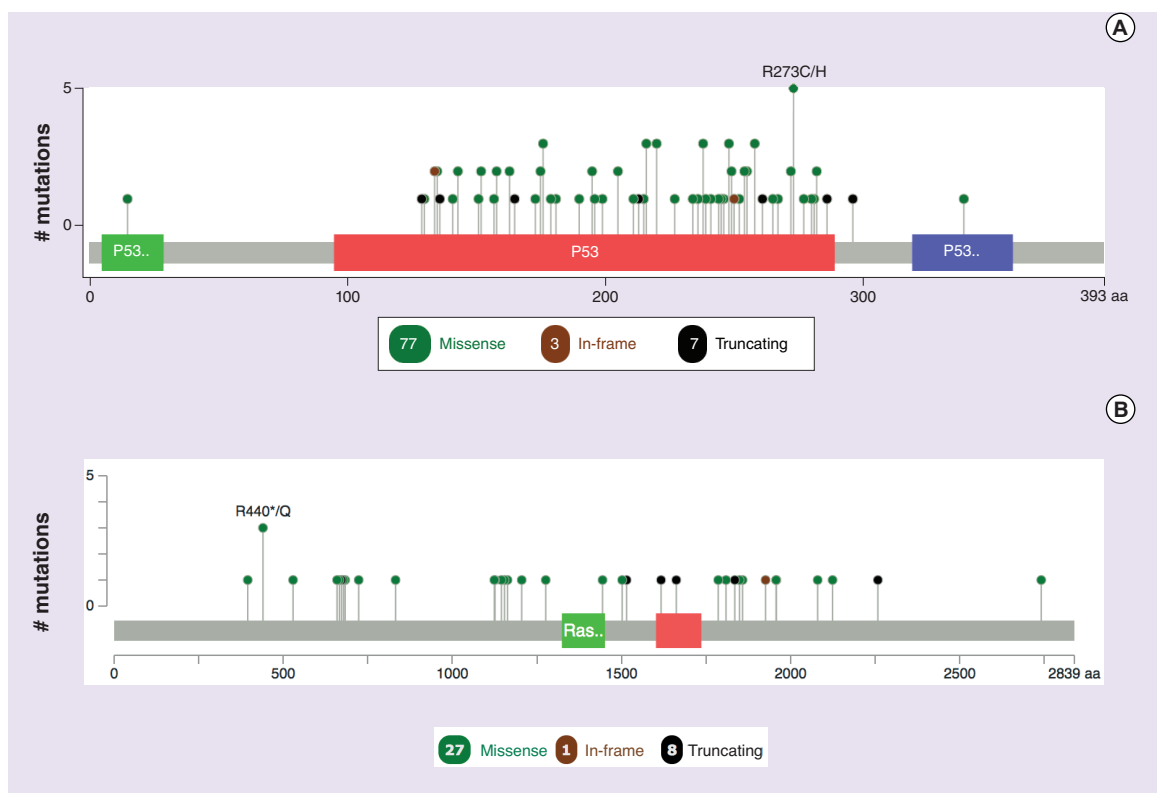 A
R273C/H
5
0
# mutations
P53..
P53
P53..
0 100 200 300 393 aa
77 Missense 3 In-frame 7 Truncating
B
5
R440*/Q
0
# mutations
Ras..
0 500 1000 1500 2000 2500 2839 aa
27 Missense 1 In-frame 8 Truncating